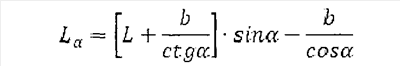 L_α = [L + b/ctgα] · sinα − b/cosα